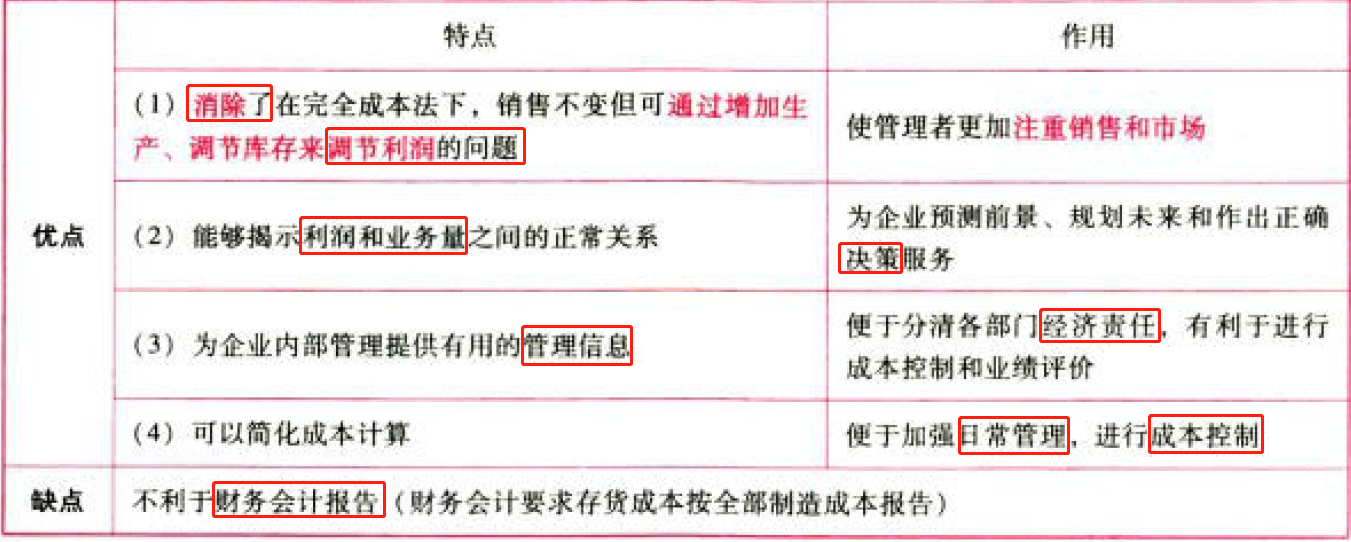 特点
作用
优点
(1) 消除了在完全成本法下，销售不变但可通过增加生
产、调节库存来调节利润的问题
使管理者更加注重销售和市场
(2) 能够揭示利润和业务量之间的正常关系
为企业预测前景、规划未来和作出正确
决策服务
(3) 为企业内部管理提供有用的管理信息
便于分清各部门经济责任，有利于进行
成本控制和业绩评价
(4) 可以简化成本计算
便于加强日常管理，进行成本控制
缺点
不利于财务会计报告（财务会计要求存货成本按全部制造成本报告）